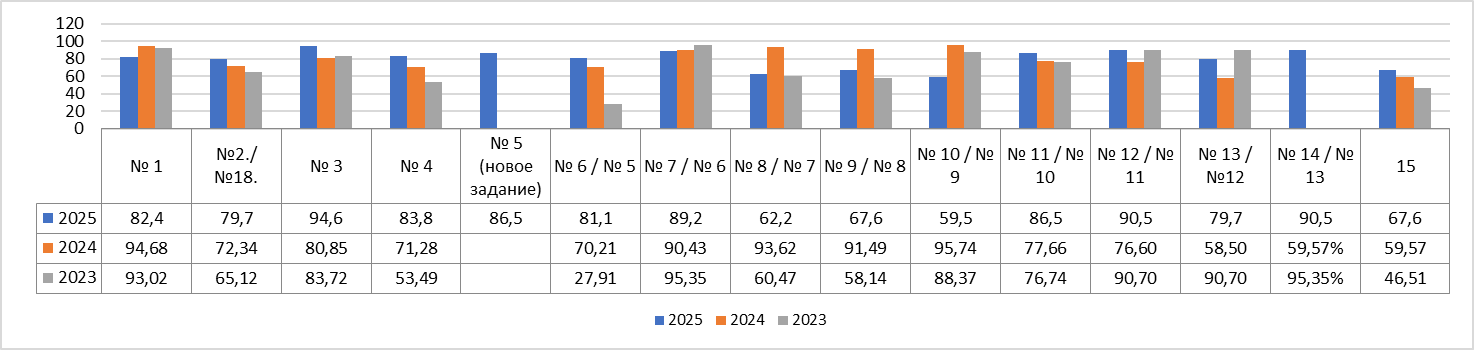 120
100
80
60
40
20
0
№ 1 №2./ №18. № 3 № 4 № 5 (новое задание) № 6 / № 5 № 7 / № 6 № 8 / № 7 № 9 / № 8 № 10 / № 9 № 11 / № 10 № 12 / № 11 № 13 / №12 № 14 / № 13 15
2025 82,4 79,7 94,6 83,8 86,5 81,1 89,2 62,2 67,6 59,5 86,5 90,5 79,7 90,5 67,6
2024 94,68 72,34 80,85 71,28 70,21 90,43 93,62 91,49 95,74 77,66 76,60 58,50 59,57% 59,57
2023 93,02 65,12 83,72 53,49 27,91 95,35 60,47 58,14 88,37 76,74 90,70 90,70 95,35% 46,51
2025 2024 2023